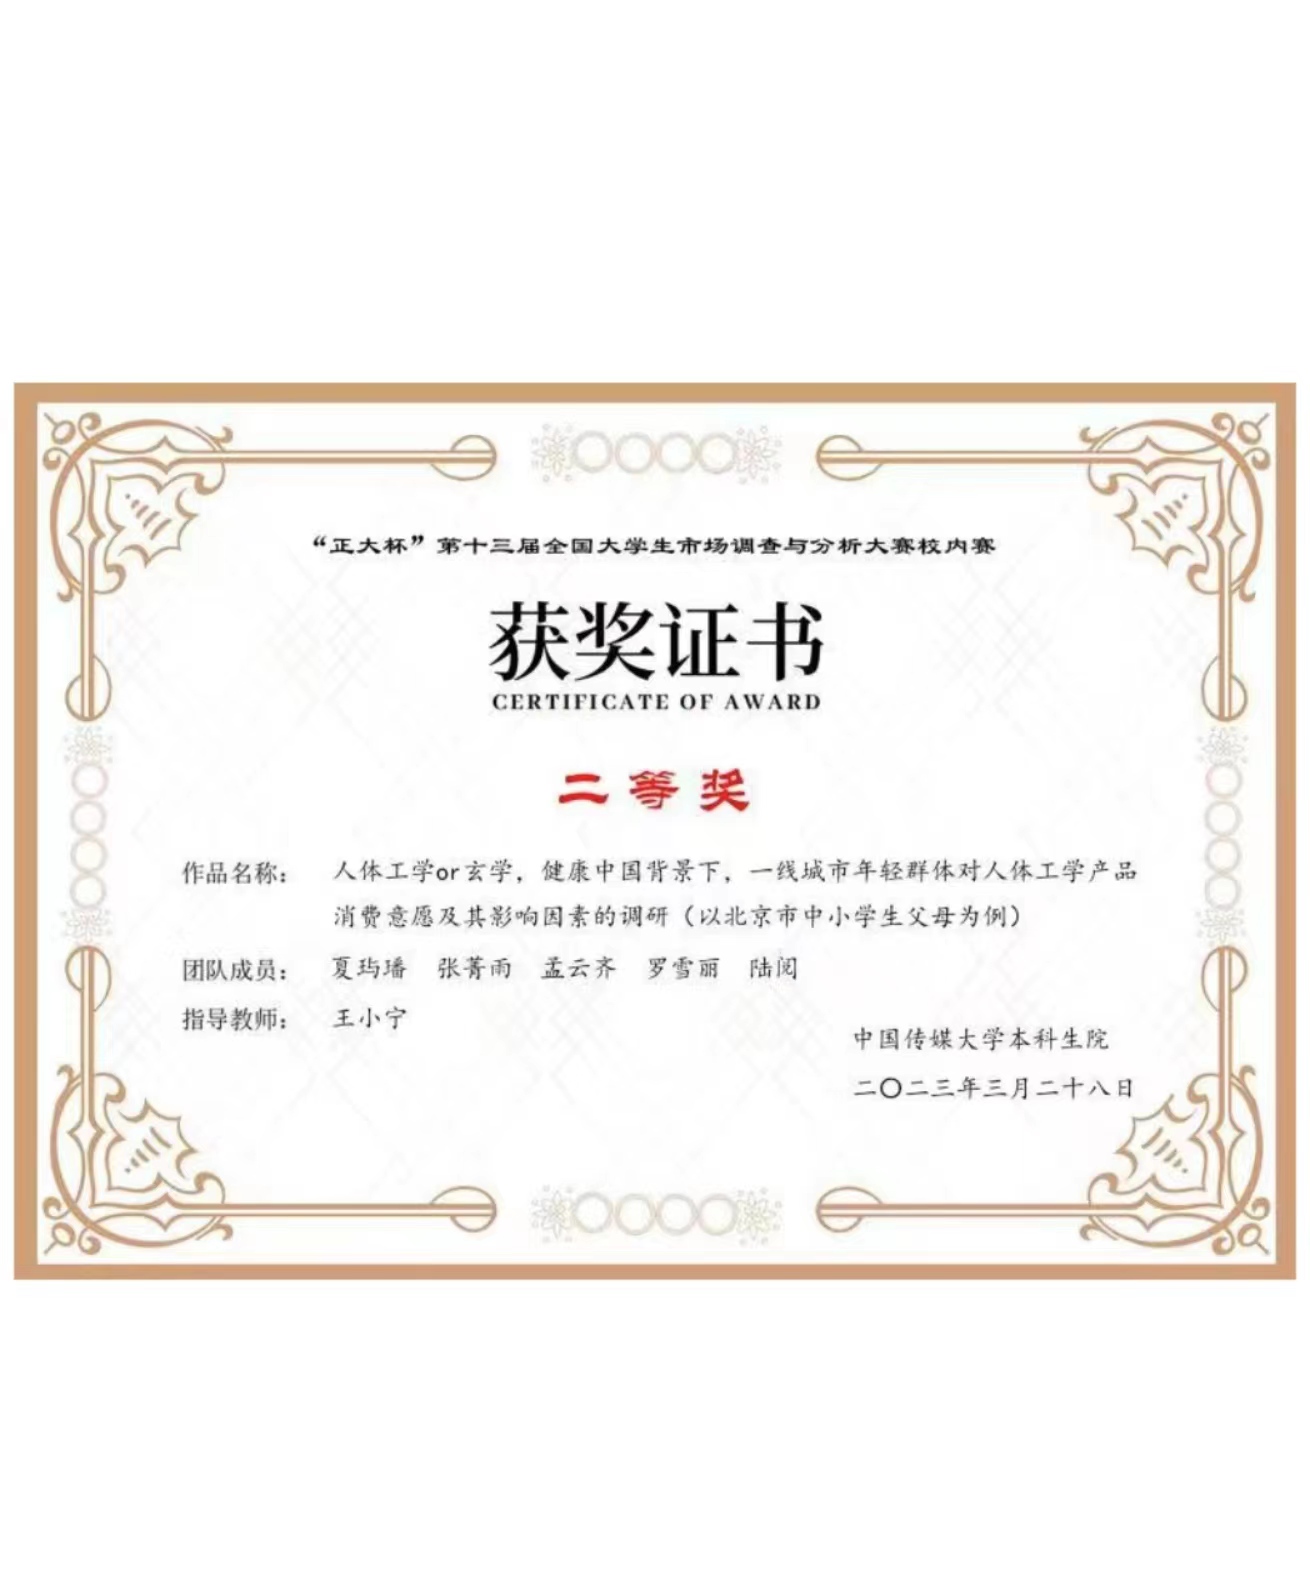 “正大杯”第十三届全国大学生市场调查与分析大赛校内赛
获奖证书
CERTIFICATE OF AWARD
二等奖
作品名称： 人体工学or玄学，健康中国背景下，一线城市年轻群体对人体工学产品
消费意愿及其影响因素的调研（以北京市中小学生父母为例）
团队成员： 夏玙璠 张菁雨 孟云齐 罗雪丽 陆阅
指导教师： 王小宁
中国传媒大学本科生院
二〇二三年三月二十八日